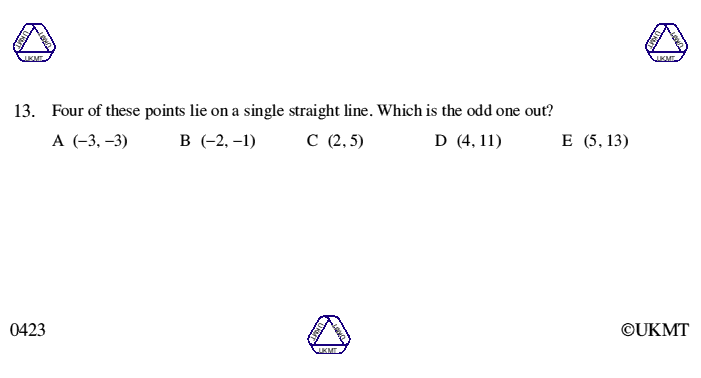 UKMT UKMT UKMT
UKMT UKMT UKMT
13. Four of these points lie on a single straight line. Which is the odd one out?
A (−3, −3) B (−2, −1) C (2, 5) D (4, 11) E (5, 13)
0423
UKMT UKMT UKMT
©UKMT